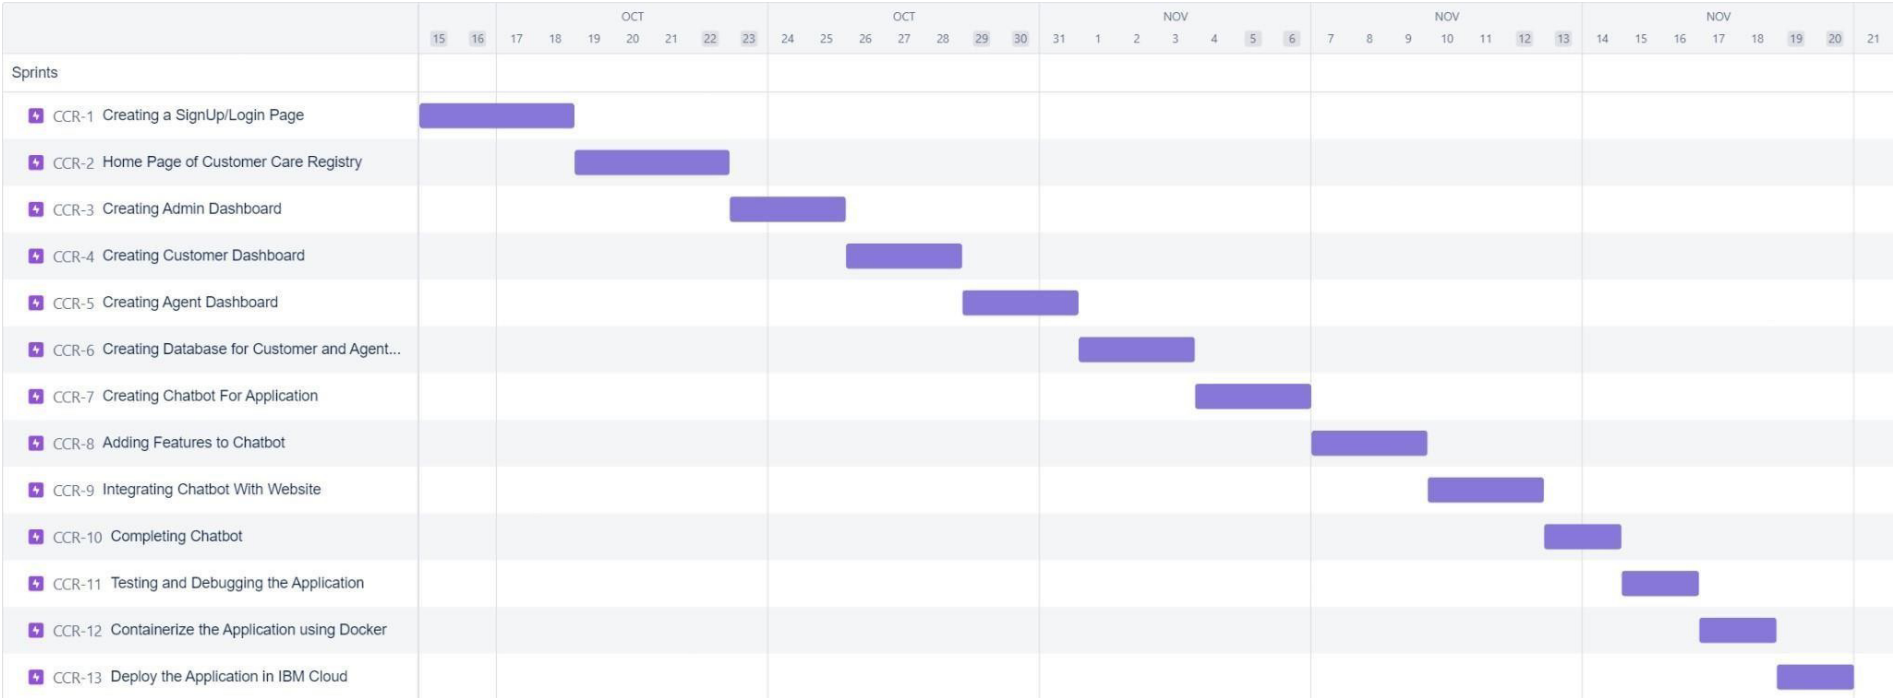 OCT OCT NOV NOV NOV
15 16 17 18 19 20 21 22 23 24 25 26 27 28 29 30 31 1 2 3 4 5 6 7 8 9 10 11 12 13 14 15 16 17 18 19 20 21
Sprints
CCR-1 Creating a SignUp/Login Page
CCR-2 Home Page of Customer Care Registry
CCR-3 Creating Admin Dashboard
CCR-4 Creating Customer Dashboard
CCR-5 Creating Agent Dashboard
CCR-6 Creating Database for Customer and Agent...
CCR-7 Creating Chatbot For Application
CCR-8 Adding Features to Chatbot
CCR-9 Integrating Chatbot With Website
CCR-10 Completing Chatbot
CCR-11 Testing and Debugging the Application
CCR-12 Containerize the Application using Docker
CCR-13 Deploy the Application in IBM Cloud